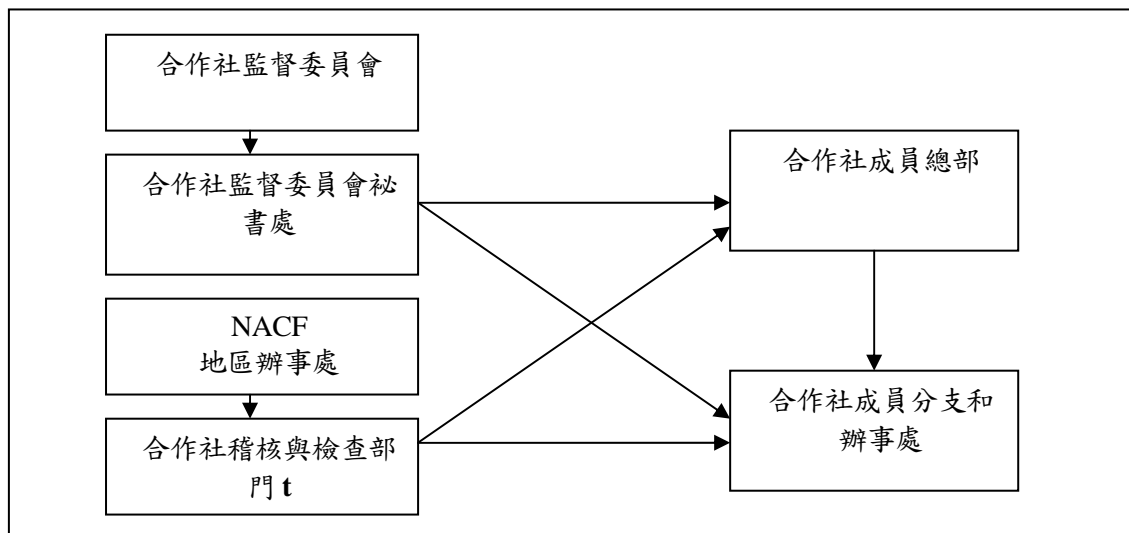 合作社監督委員會
合作社監督委員會祕
書處
NACF
地區辦事處
合作社稽核與檢查部
門 t
合作社成員總部
合作社成員分支和
辦事處